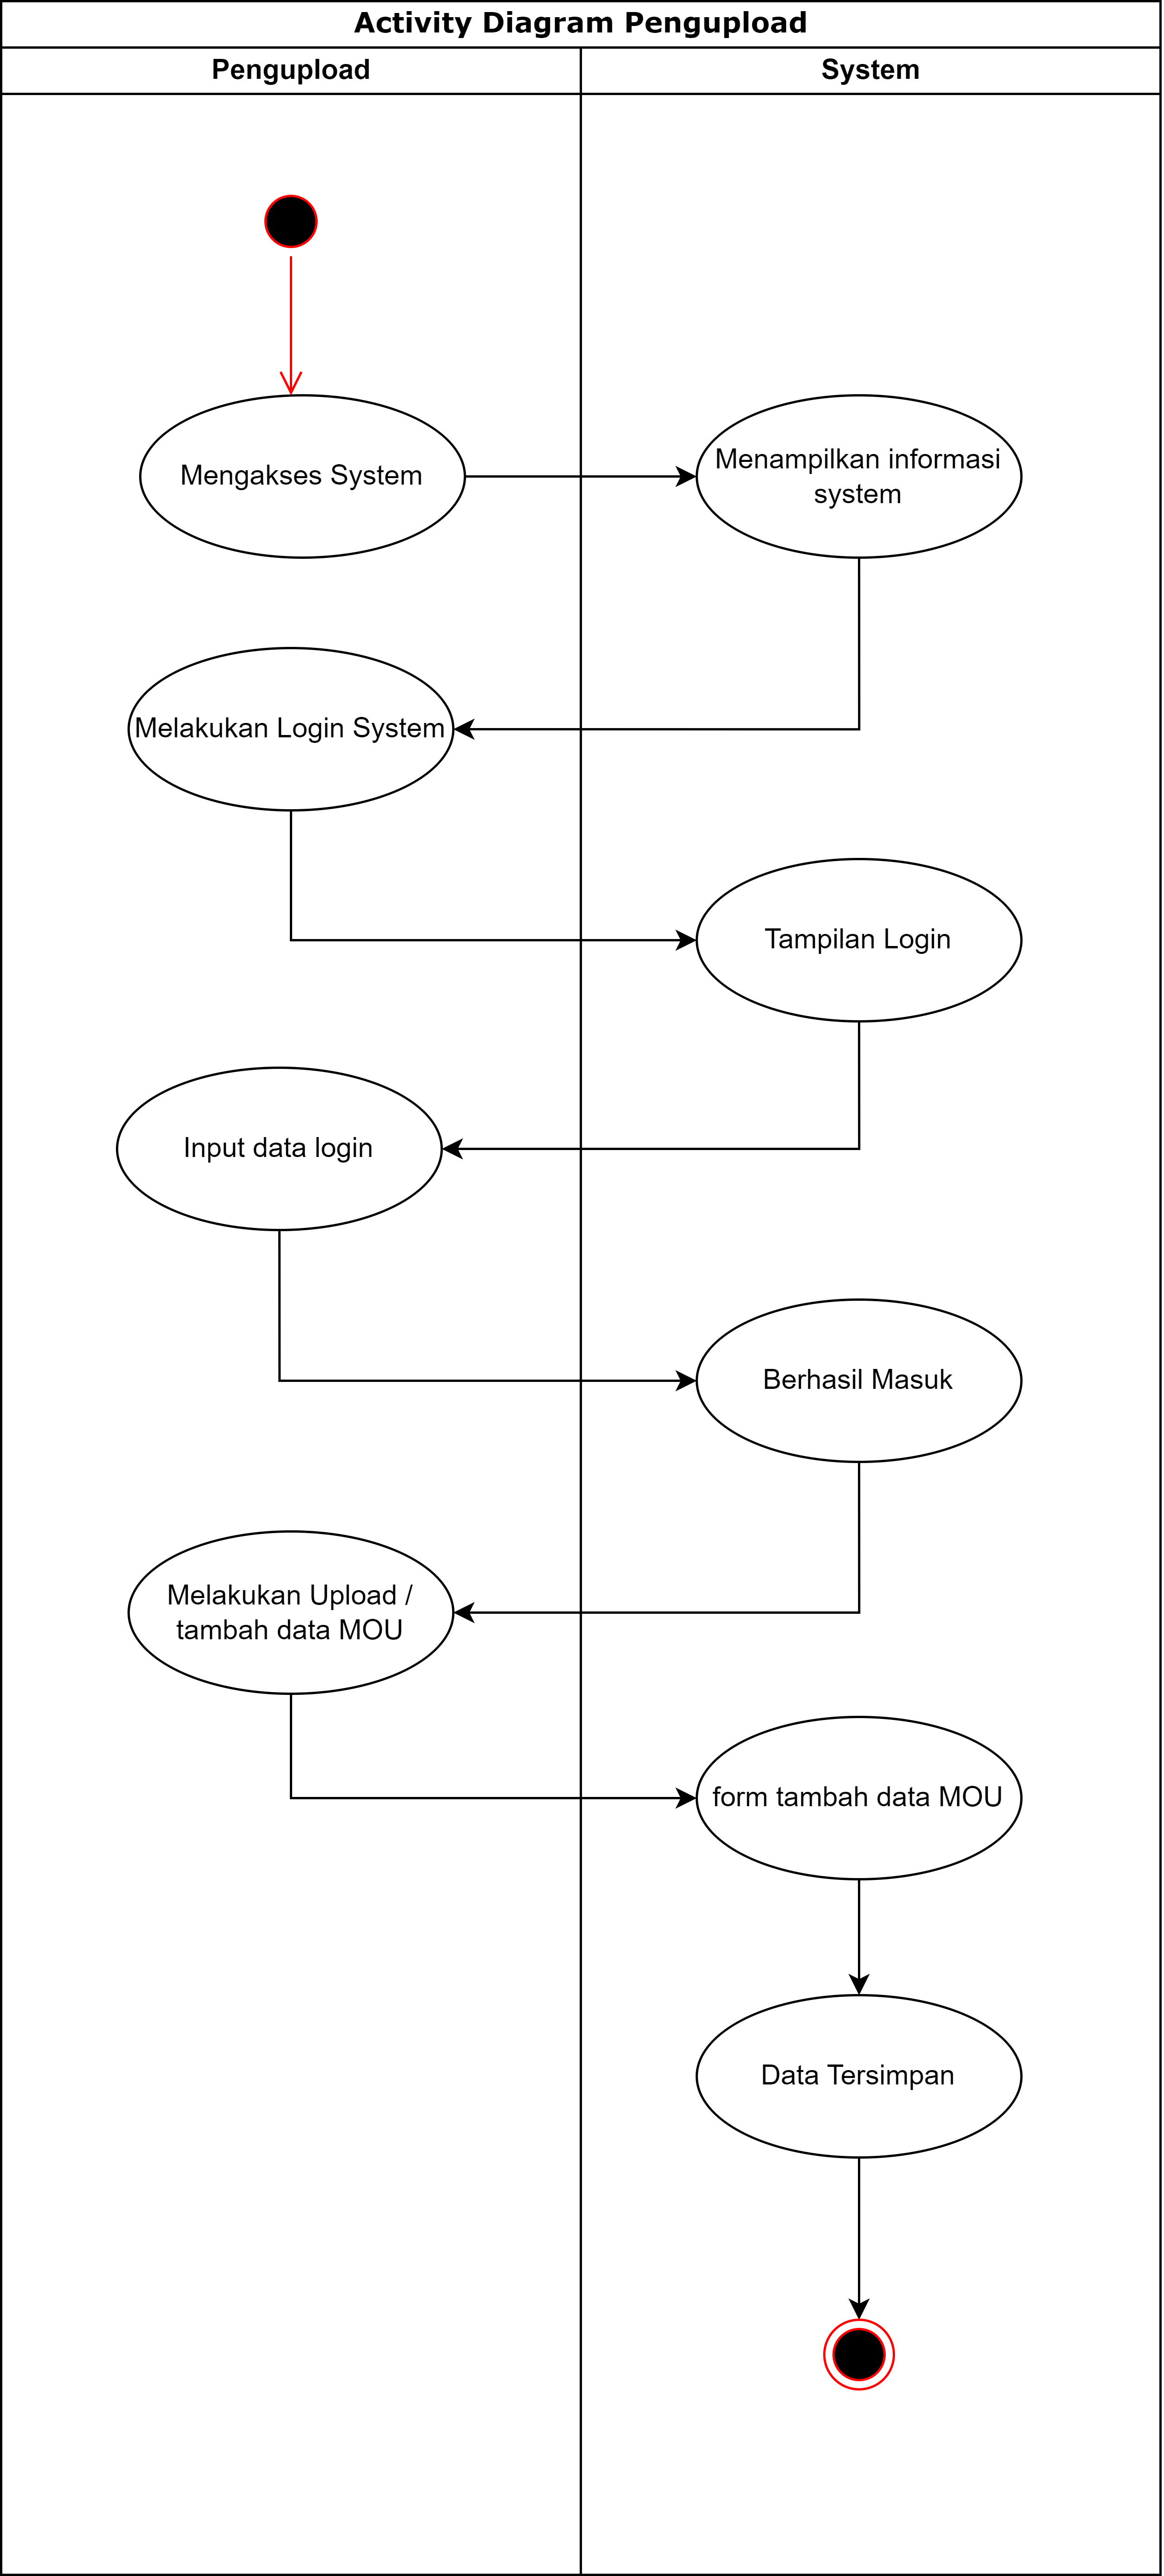 Activity Diagram Pengupload
Pengupload
System
Mengakses System
Menampilkan informasi
system
Melakukan Login System
Tampilan Login
Input data login
Berhasil Masuk
Melakukan Upload /
tambah data MOU
form tambah data MOU
Data Tersimpan